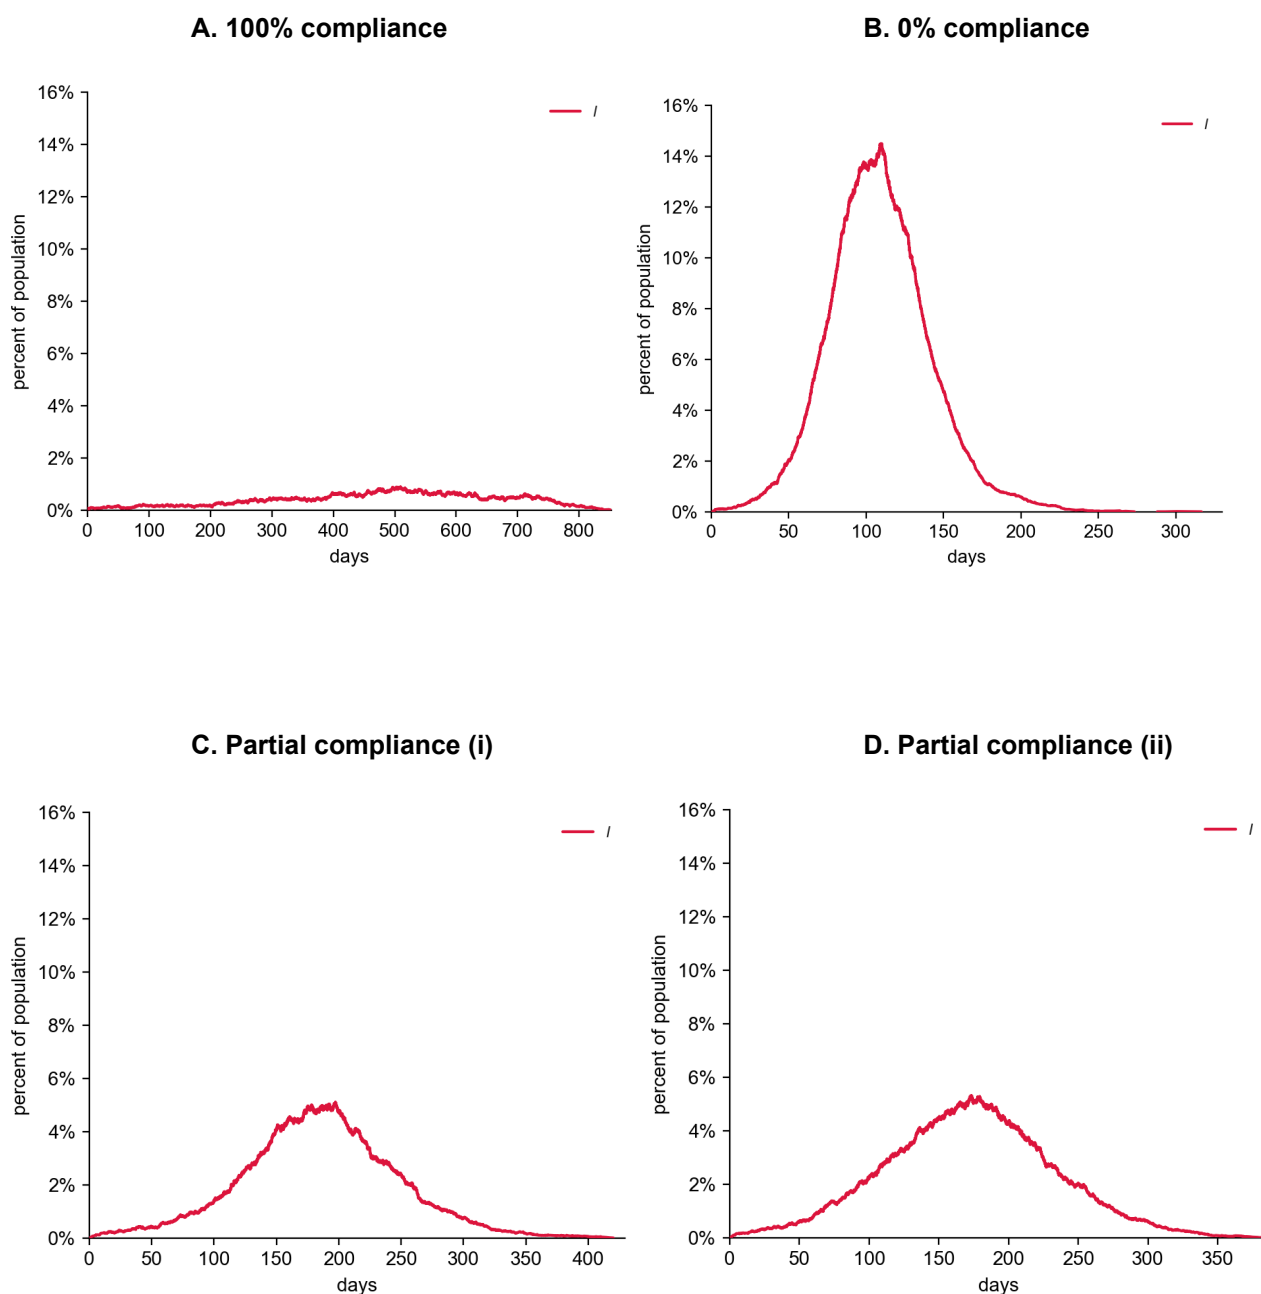 A. 100% compliance
16%
14%
12%
10%
8%
6%
4%
2%
0%
percent of population
0 100 200 300 400 500 600 700 800
days
I
B. 0% compliance
16%
14%
12%
10%
8%
6%
4%
2%
0%
percent of population
0 50 100 150 200 250 300
days
I
C. Partial compliance (i)
16%
14%
12%
10%
8%
6%
4%
2%
0%
percent of population
0 50 100 150 200 250 300 350 400
days
I
D. Partial compliance (ii)
16%
14%
12%
10%
8%
6%
4%
2%
0%
percent of population
0 50 100 150 200 250 300 350
days
I